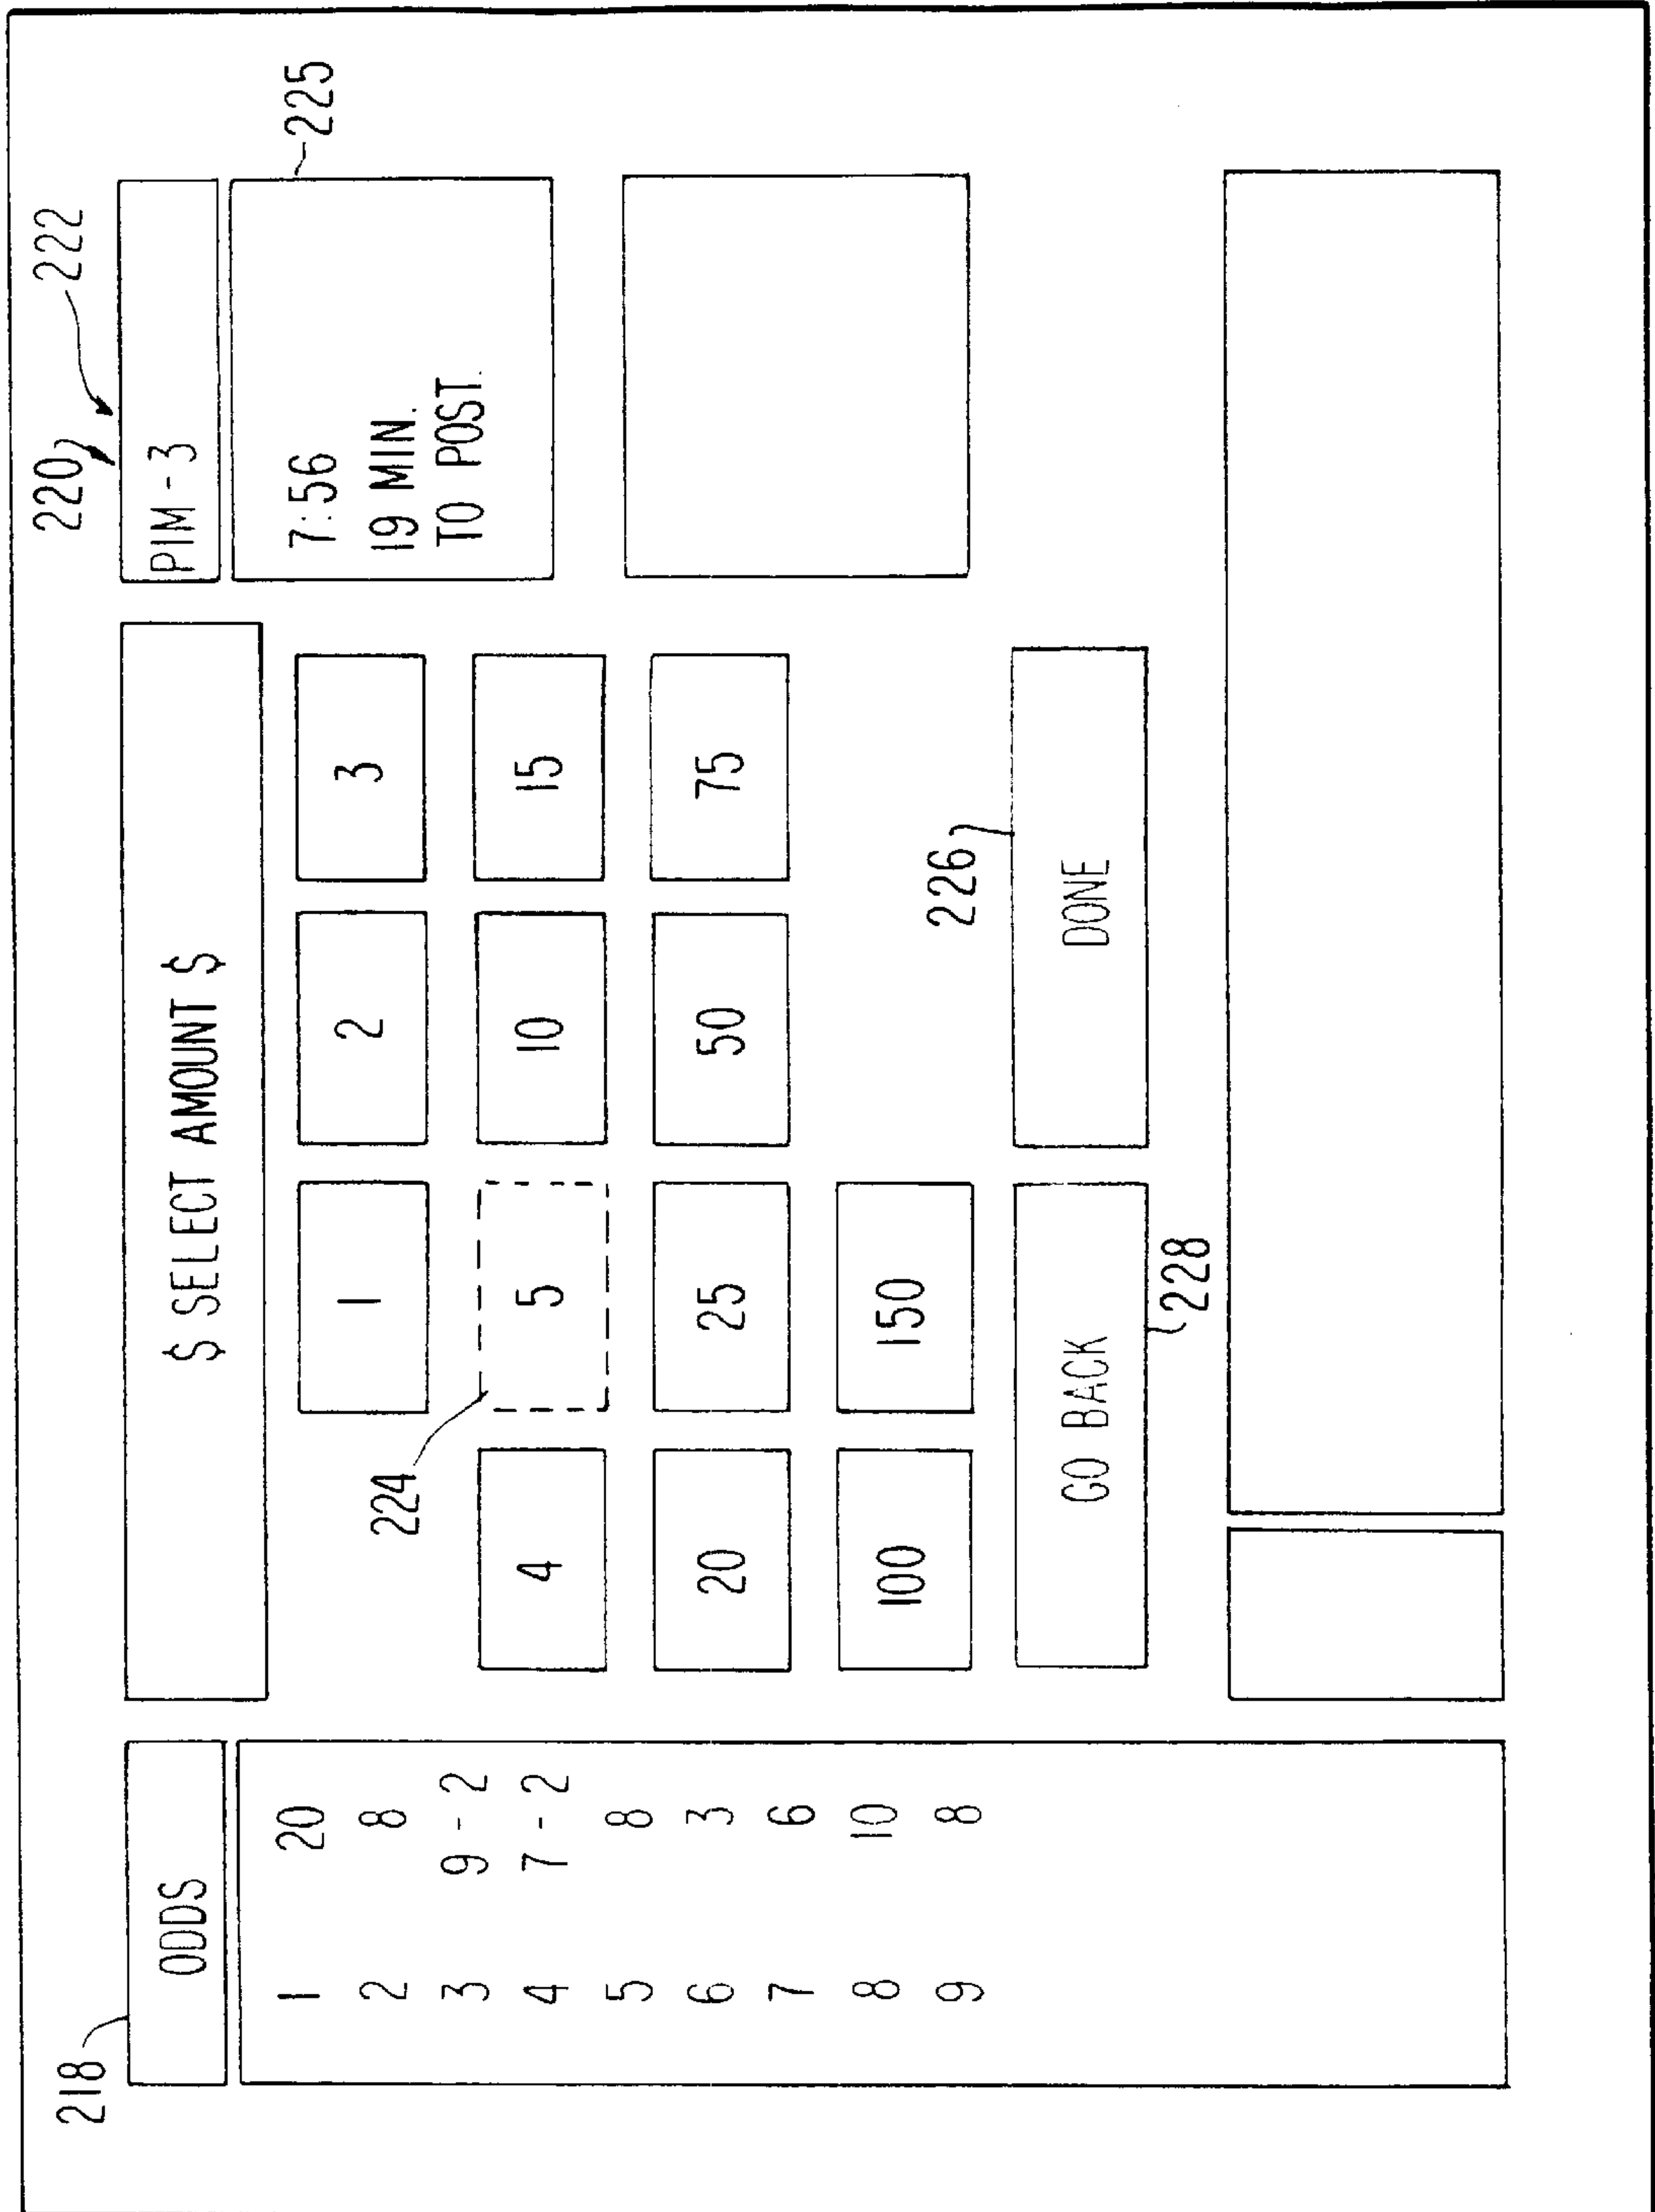 218
ODDS
1 20
2 8
3 9 - 2
4 7 - 2
5 8
6 3
7 6
8 10
9 8
$ SELECT AMOUNT $
1 2 3
224
4 5 10 15
20 25 50 75
100 150
226
GO BACK DONE
228
220 222
PIM - 3
225
7:56
19 MIN.
TO POST.